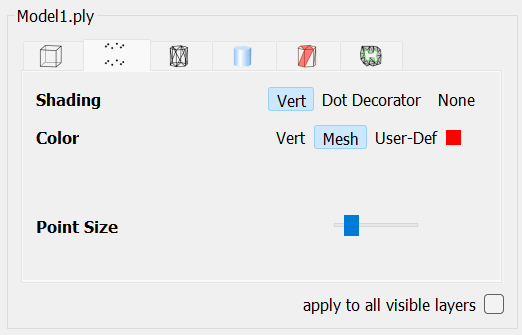 Model1.ply
Shading Vert Dot Decorator None
Color Vert Mesh User-Def
Point Size
apply to all visible layers